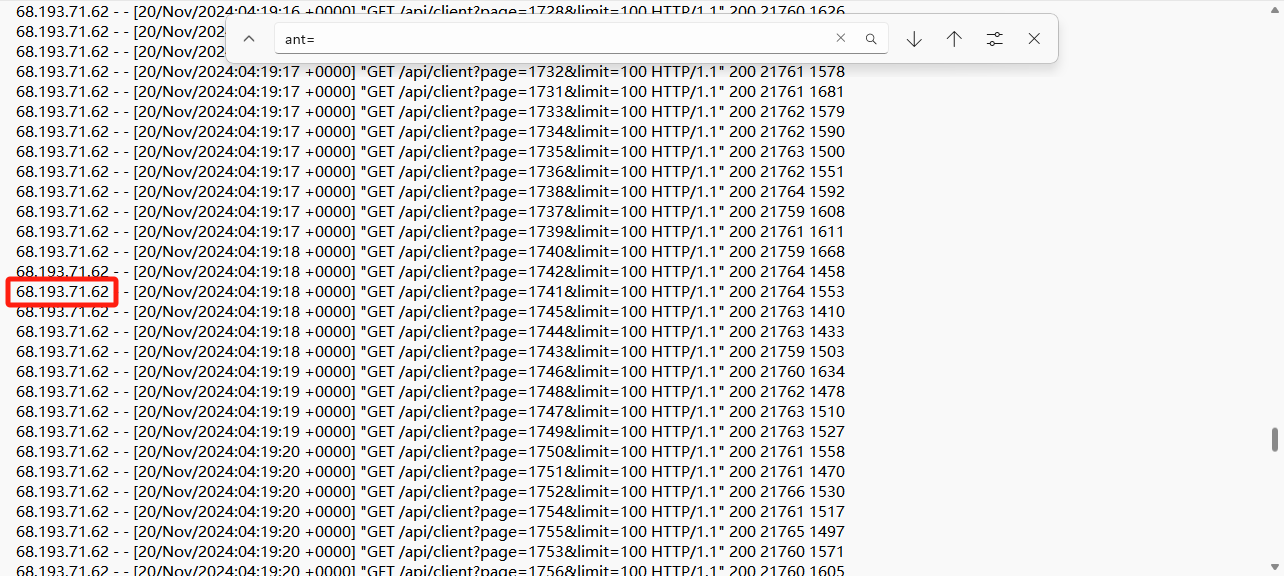 68.193.71.62 - - [20/Nov/2024:04:19:16 +0000] "GET /api/client?page=1728&limit=100 HTTP/1.1" 200 21760 1626
68.193.71.62 - - [20/Nov
ant=
68.193.71.62 - - [20/Nov
68.193.71.62 - - [20/Nov/2024:04:19:17 +0000] "GET /api/client?page=1732&limit=100 HTTP/1.1" 200 21761 1578
68.193.71.62 - - [20/Nov/2024:04:19:17 +0000] "GET /api/client?page=1731&limit=100 HTTP/1.1" 200 21761 1681
68.193.71.62 - - [20/Nov/2024:04:19:17 +0000] "GET /api/client?page=1733&limit=100 HTTP/1.1" 200 21762 1579
68.193.71.62 - - [20/Nov/2024:04:19:17 +0000] "GET /api/client?page=1734&limit=100 HTTP/1.1" 200 21762 1590
68.193.71.62 - - [20/Nov/2024:04:19:17 +0000] "GET /api/client?page=1735&limit=100 HTTP/1.1" 200 21763 1500
68.193.71.62 - - [20/Nov/2024:04:19:17 +0000] "GET /api/client?page=1736&limit=100 HTTP/1.1" 200 21762 1551
68.193.71.62 - - [20/Nov/2024:04:19:17 +0000] "GET /api/client?page=1738&limit=100 HTTP/1.1" 200 21764 1592
68.193.71.62 - - [20/Nov/2024:04:19:17 +0000] "GET /api/client?page=1737&limit=100 HTTP/1.1" 200 21759 1608
68.193.71.62 - - [20/Nov/2024:04:19:17 +0000] "GET /api/client?page=1739&limit=100 HTTP/1.1" 200 21761 1611
68.193.71.62 - - [20/Nov/2024:04:19:18 +0000] "GET /api/client?page=1740&limit=100 HTTP/1.1" 200 21759 1668
68.193.71.62 - - [20/Nov/2024:04:19:18 +0000] "GET /api/client?page=1742&limit=100 HTTP/1.1" 200 21764 1458
68.193.71.62 - - [20/Nov/2024:04:19:18 +0000] "GET /api/client?page=1741&limit=100 HTTP/1.1" 200 21764 1553
68.193.71.62 - - [20/Nov/2024:04:19:18 +0000] "GET /api/client?page=1745&limit=100 HTTP/1.1" 200 21763 1410
68.193.71.62 - - [20/Nov/2024:04:19:18 +0000] "GET /api/client?page=1744&limit=100 HTTP/1.1" 200 21763 1433
68.193.71.62 - - [20/Nov/2024:04:19:18 +0000] "GET /api/client?page=1743&limit=100 HTTP/1.1" 200 21759 1503
68.193.71.62 - - [20/Nov/2024:04:19:19 +0000] "GET /api/client?page=1746&limit=100 HTTP/1.1" 200 21760 1634
68.193.71.62 - - [20/Nov/2024:04:19:19 +0000] "GET /api/client?page=1748&limit=100 HTTP/1.1" 200 21762 1478
68.193.71.62 - - [20/Nov/2024:04:19:19 +0000] "GET /api/client?page=1747&limit=100 HTTP/1.1" 200 21763 1510
68.193.71.62 - - [20/Nov/2024:04:19:19 +0000] "GET /api/client?page=1749&limit=100 HTTP/1.1" 200 21763 1527
68.193.71.62 - - [20/Nov/2024:04:19:20 +0000] "GET /api/client?page=1750&limit=100 HTTP/1.1" 200 21761 1558
68.193.71.62 - - [20/Nov/2024:04:19:20 +0000] "GET /api/client?page=1751&limit=100 HTTP/1.1" 200 21761 1470
68.193.71.62 - - [20/Nov/2024:04:19:20 +0000] "GET /api/client?page=1752&limit=100 HTTP/1.1" 200 21766 1530
68.193.71.62 - - [20/Nov/2024:04:19:20 +0000] "GET /api/client?page=1754&limit=100 HTTP/1.1" 200 21761 1517
68.193.71.62 - - [20/Nov/2024:04:19:20 +0000] "GET /api/client?page=1755&limit=100 HTTP/1.1" 200 21765 1497
68.193.71.62 - - [20/Nov/2024:04:19:20 +0000] "GET /api/client?page=1753&limit=100 HTTP/1.1" 200 21760 1571
68.193.71.62 - - [20/Nov/2024:04:19:20 +0000] "GET /api/client?page=1756&limit=100 HTTP/1.1" 200 21760 1605